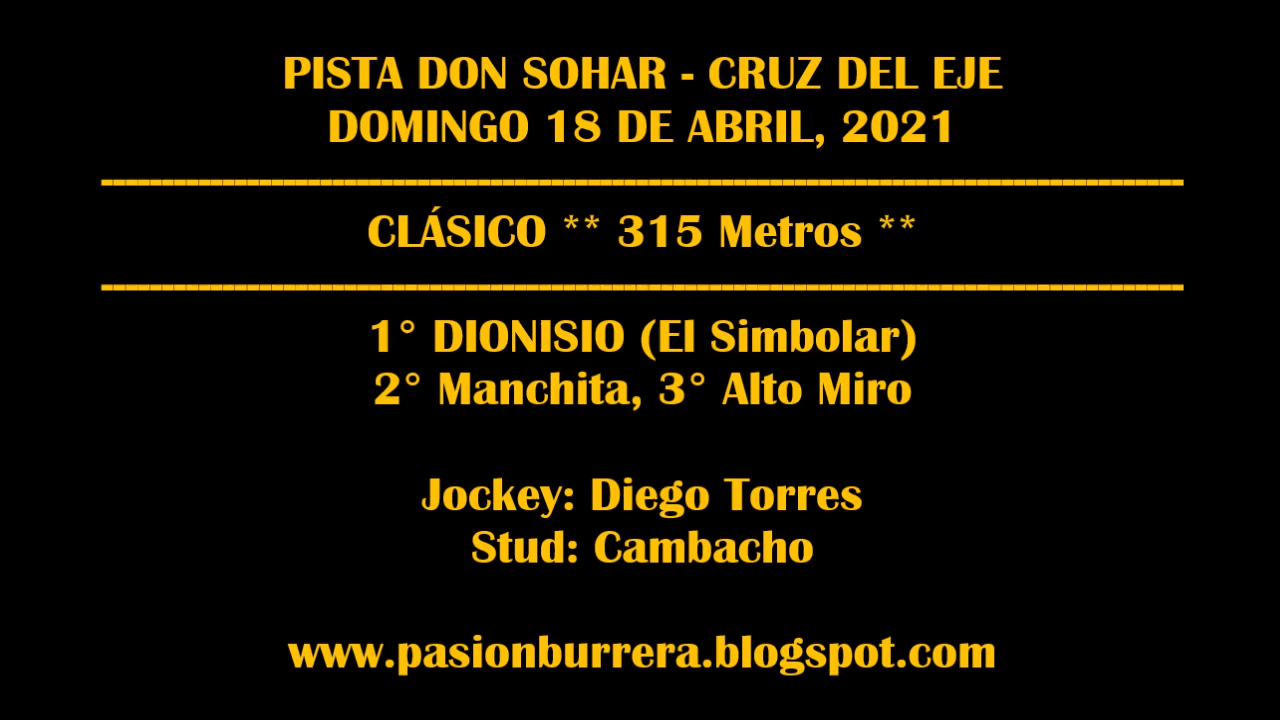 PISTA DON SOHAR - CRUZ DEL EJE
DOMINGO 18 DE ABRIL, 2021
CLÁSICO ** 315 Metros **
1° DIONISIO (El Simbolar)
2° Manchita, 3° Alto Miro
Jockey: Diego Torres
Stud: Cambacho
www.pasionburrera.blogspot.com